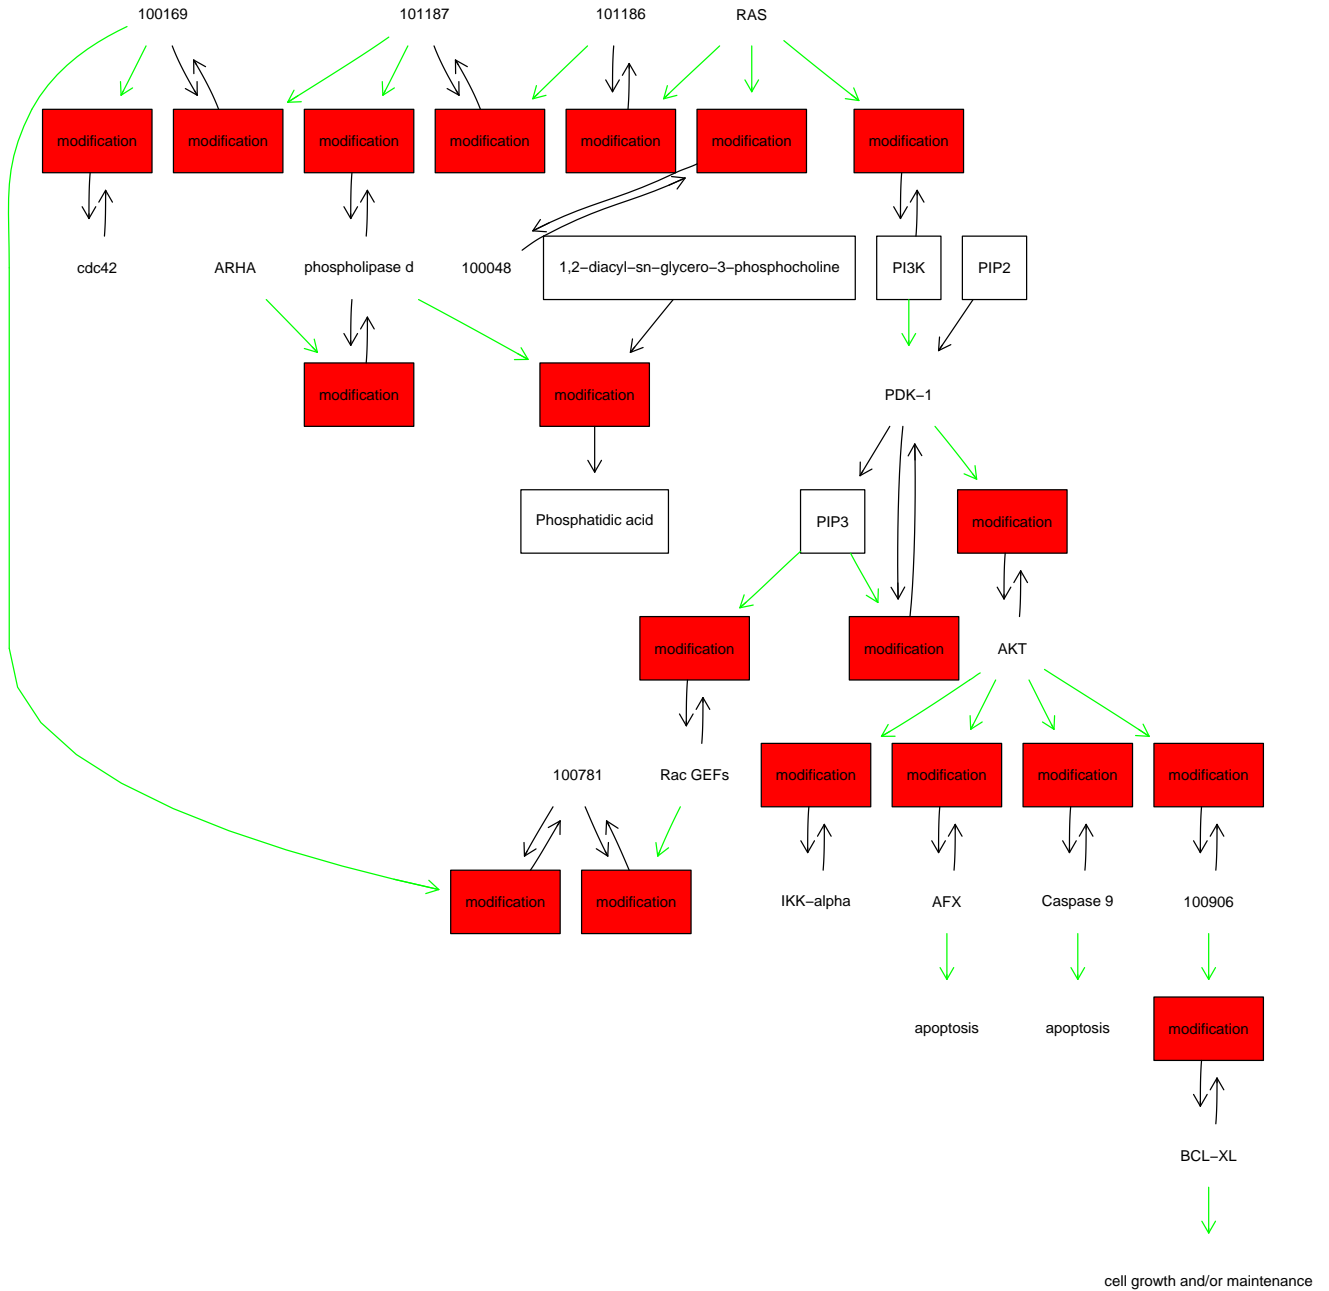 100169
101187
101186
RAS
modification
modification
modification
modification
modification
modification
modification
cdc42
ARHA
phospholipase d
100048
1,2−diacyl−sn−glycero−3−phosphocholine
PI3K
PIP2
modification
modification
PDK−1
Phosphatidic acid
PIP3
modification
modification
modification
AKT
100781
Rac GEFs
modification
modification
modification
modification
modification
modification
IKK−alpha
AFX
Caspase 9
100906
apoptosis
apoptosis
modification
BCL−XL
cell growth and/or maintenance